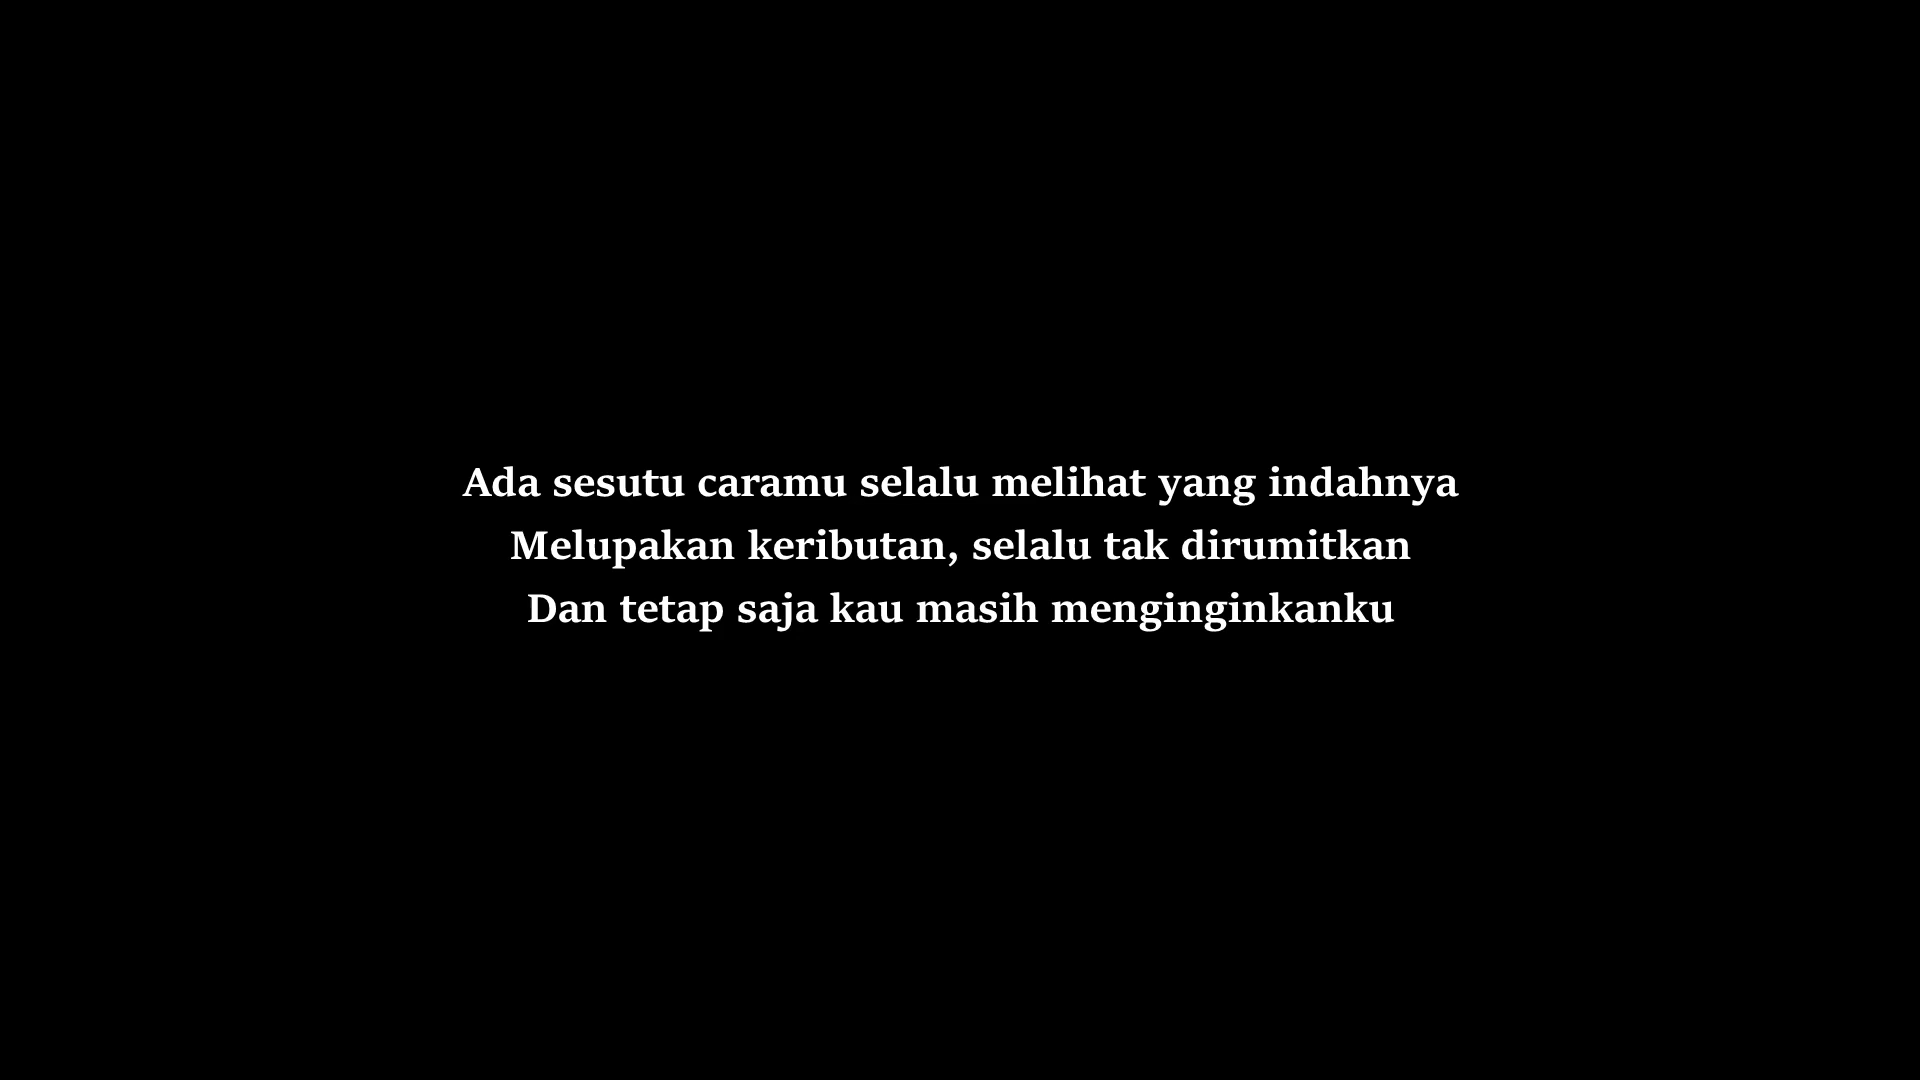 Ada sesutu caramu selalu melihat yang indahnya
Melupakan keributan, selalu tak dirumitkan
Dan tetap saja kau masih menginginkanku